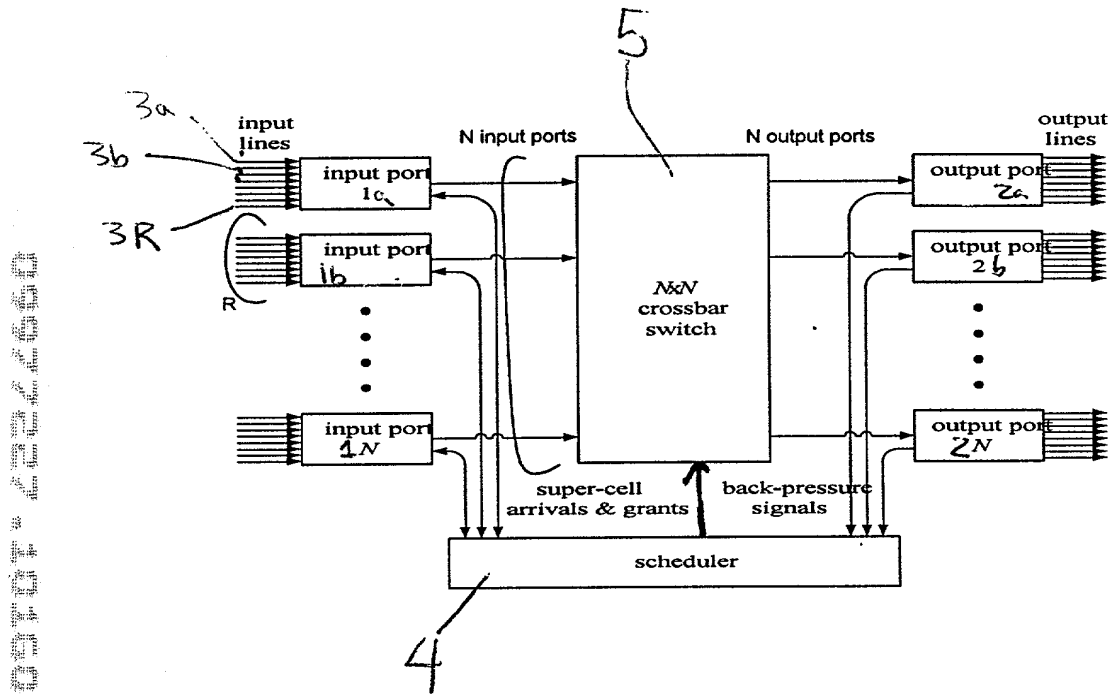 5
3a
input
lines
3b
3R
R
N input ports
N output ports
output
lines
input port
1a
input port
1b
input port
1N
NxN
crossbar
switch
output port
2a
output port
2b
output port
2N
super-cell
arrivals & grants
back-pressure
signals
scheduler
4